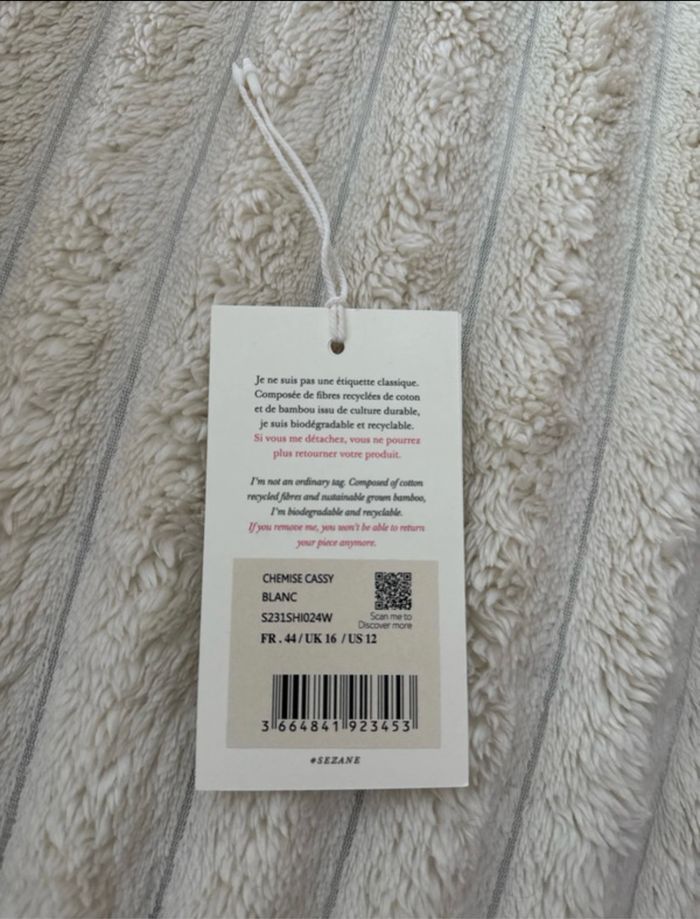 Je ne suis pas une étiquette classique.
Composée de fibres recyclées de coton
et de bambou issu de culture durable,
je suis biodégradable et recyclable.
Si vous me détachez, vous ne pourrez
plus retourner votre produit.
I'm not an ordinary tag. Composed of cotton
recycled fibres and sustainable grown bamboo,
I'm biodegradable and recyclable.
If you remove me, you won't be able to return
your piece anymore.
CHEMISE CASSY
BLANC
S231SHI024W
Scan me to
Discover more
FR . 44 / UK 16 / US 12
3 664841 923453
#SEZANE